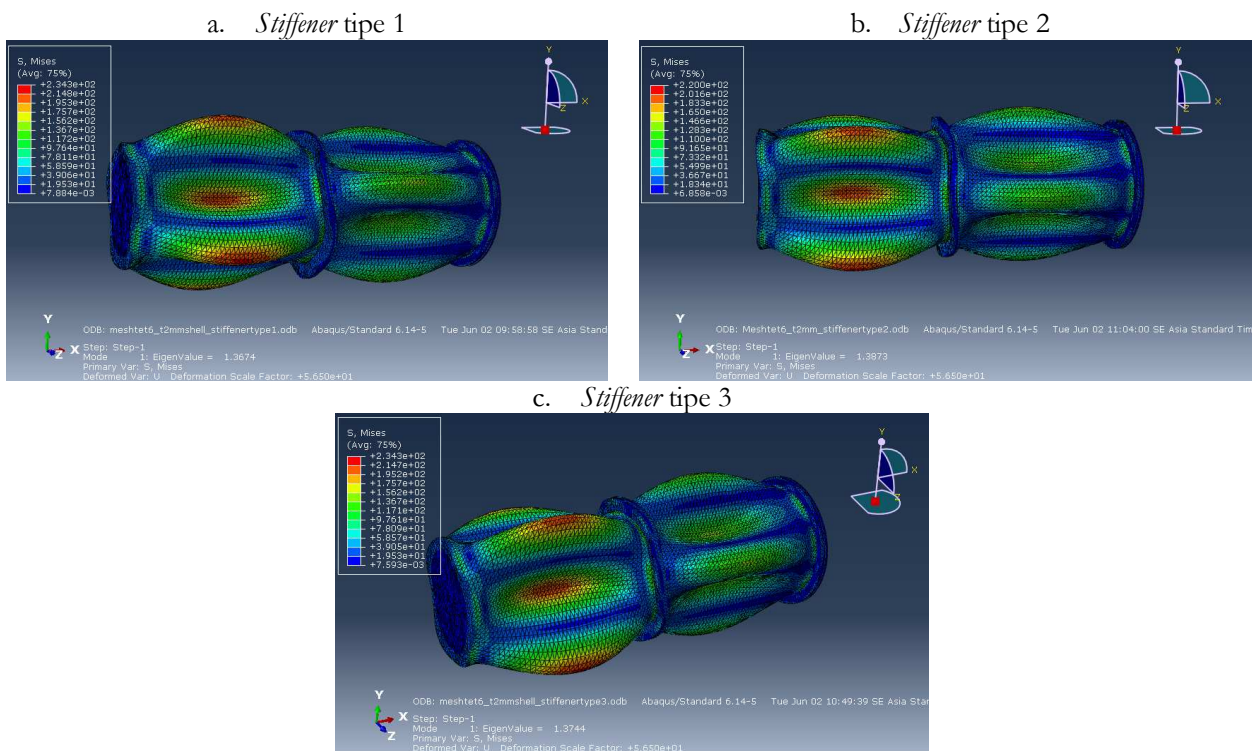 a. Stiffener tipe 1
S, Mises
(Avg: 75%)
+2.343e+02
+2.148e+02
+1.953e+02
+1.757e+02
+1.562e+02
+1.367e+02
+1.172e+02
+9.764e+01
+7.811e+01
+5.859e+01
+3.906e+01
+1.953e+01
+7.884e-03
Y
X
Z
Y
X
Z
ODB: meshtet6_t2mmshell_stiffenertype1.odb Abaqus/Standard 6.14-5 Tue Jun 02 09:58:58 SE Asia Stand
Step: Step-1
Mode 1: EigenValue = 1.3674
Primary Var: S, Mises
Deformed Var: U Deformation Scale Factor: +5.650e+01
b. Stiffener tipe 2
S, Mises
(Avg: 75%)
+2.200e+02
+2.016e+02
+1.833e+02
+1.650e+02
+1.466e+02
+1.283e+02
+1.100e+02
+9.165e+01
+7.332e+01
+5.499e+01
+3.667e+01
+1.834e+01
+6.858e-03
Y
X
Z
Y
X
Z
ODB: Meshtet6_t2mm_stiffenertype2.odb Abaqus/Standard 6.14-5 Tue Jun 02 11:04:00 SE Asia Standard Tim
Step: Step-1
Mode 1: EigenValue = 1.3873
Primary Var: S, Mises
Deformed Var: U Deformation Scale Factor: +5.650e+01
c. Stiffener tipe 3
S, Mises
(Avg: 75%)
+2.343e+02
+2.147e+02
+1.952e+02
+1.757e+02
+1.562e+02
+1.367e+02
+1.171e+02
+9.761e+01
+7.809e+01
+5.857e+01
+3.905e+01
+1.953e+01
+7.593e-03
Y
X
Z
Y
X
Z
ODB: meshtet6_t2mmshell_stiffenertype3.odb Abaqus/Standard 6.14-5 Tue Jun 02 10:49:39 SE Asia Star
Step: Step-1
Mode 1: EigenValue = 1.3744
Primary Var: S, Mises
Deformed Var: U Deformation Scale Factor: +5.650e+01